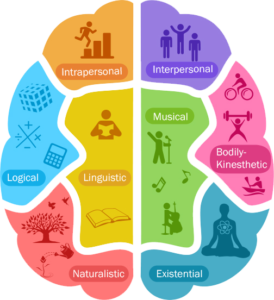 Intrapersonal
Interpersonal
Musical
Bodily-
Kinesthetic
Logical
Linguistic
Naturalistic
Existential